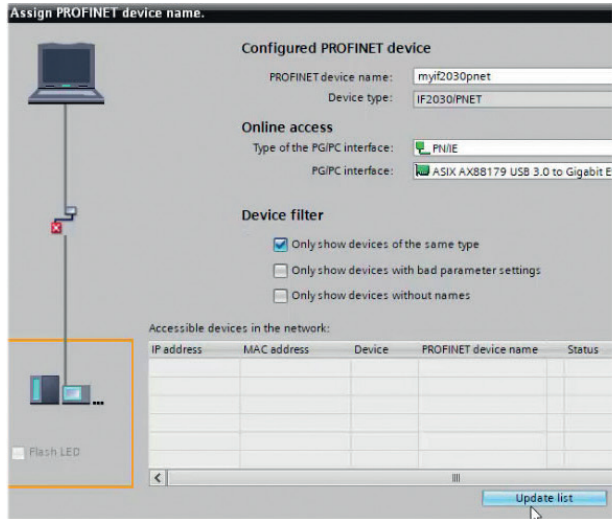 Assign PROFINET device name.
Configured PROFINET device
PROFINET device name: myif2030pnet
Device type: IF2030/PNET
Online access
Type of the PG/PC interface: PN/IE
PG/PC interface: ASIX AX88179 USB 3.0 to Gigabit E
Device filter
Only show devices of the same type
Only show devices with bad parameter settings
Only show devices without names
Accessible devices in the network:
IP address MAC address Device PROFINET device name Status
Flash LED
Update list